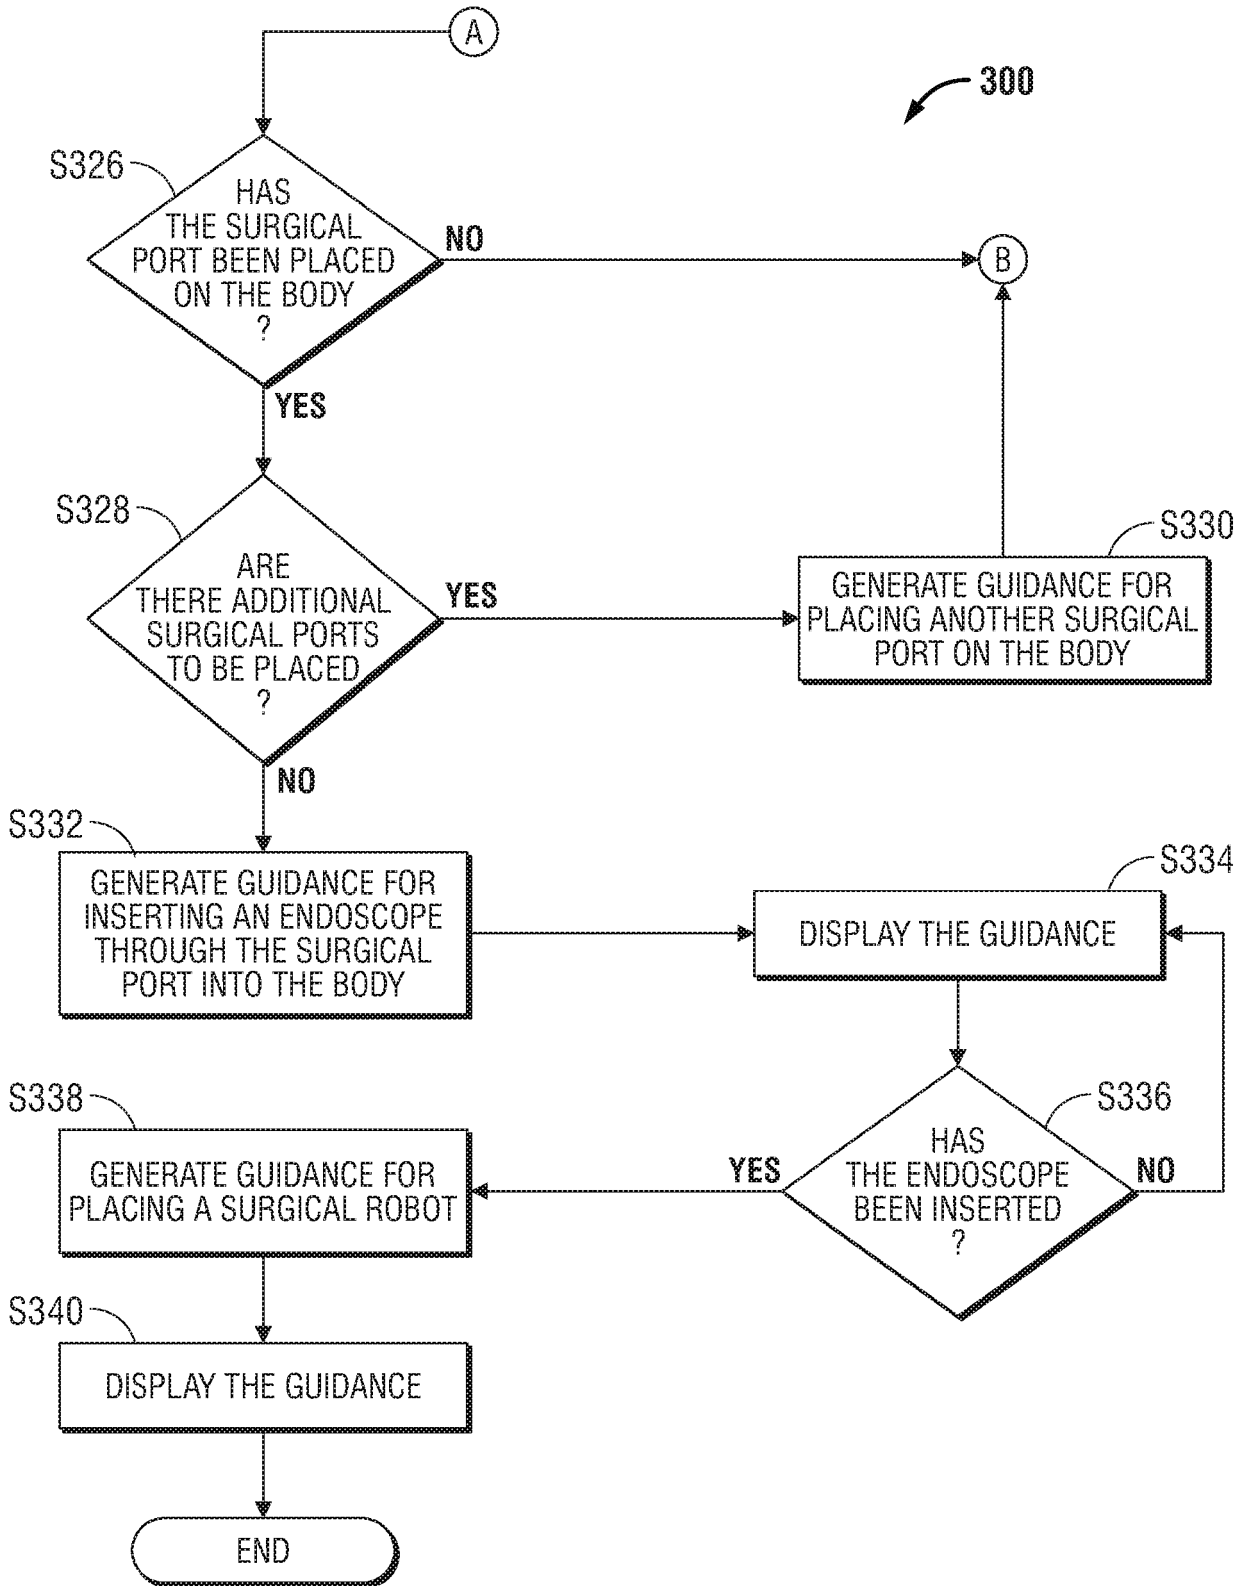 A
300
S326
HAS
THE SURGICAL
PORT BEEN PLACED
ON THE BODY
?
NO
B
YES
S328
ARE
THERE ADDITIONAL
SURGICAL PORTS
TO BE PLACED
?
YES
S330
GENERATE GUIDANCE FOR
PLACING ANOTHER SURGICAL
PORT ON THE BODY
NO
S332
GENERATE GUIDANCE FOR
INSERTING AN ENDOSCOPE
THROUGH THE SURGICAL
PORT INTO THE BODY
S334
DISPLAY THE GUIDANCE
S336
HAS
THE ENDOSCOPE
BEEN INSERTED
?
YES
NO
S338
GENERATE GUIDANCE FOR
PLACING A SURGICAL ROBOT
S340
DISPLAY THE GUIDANCE
END